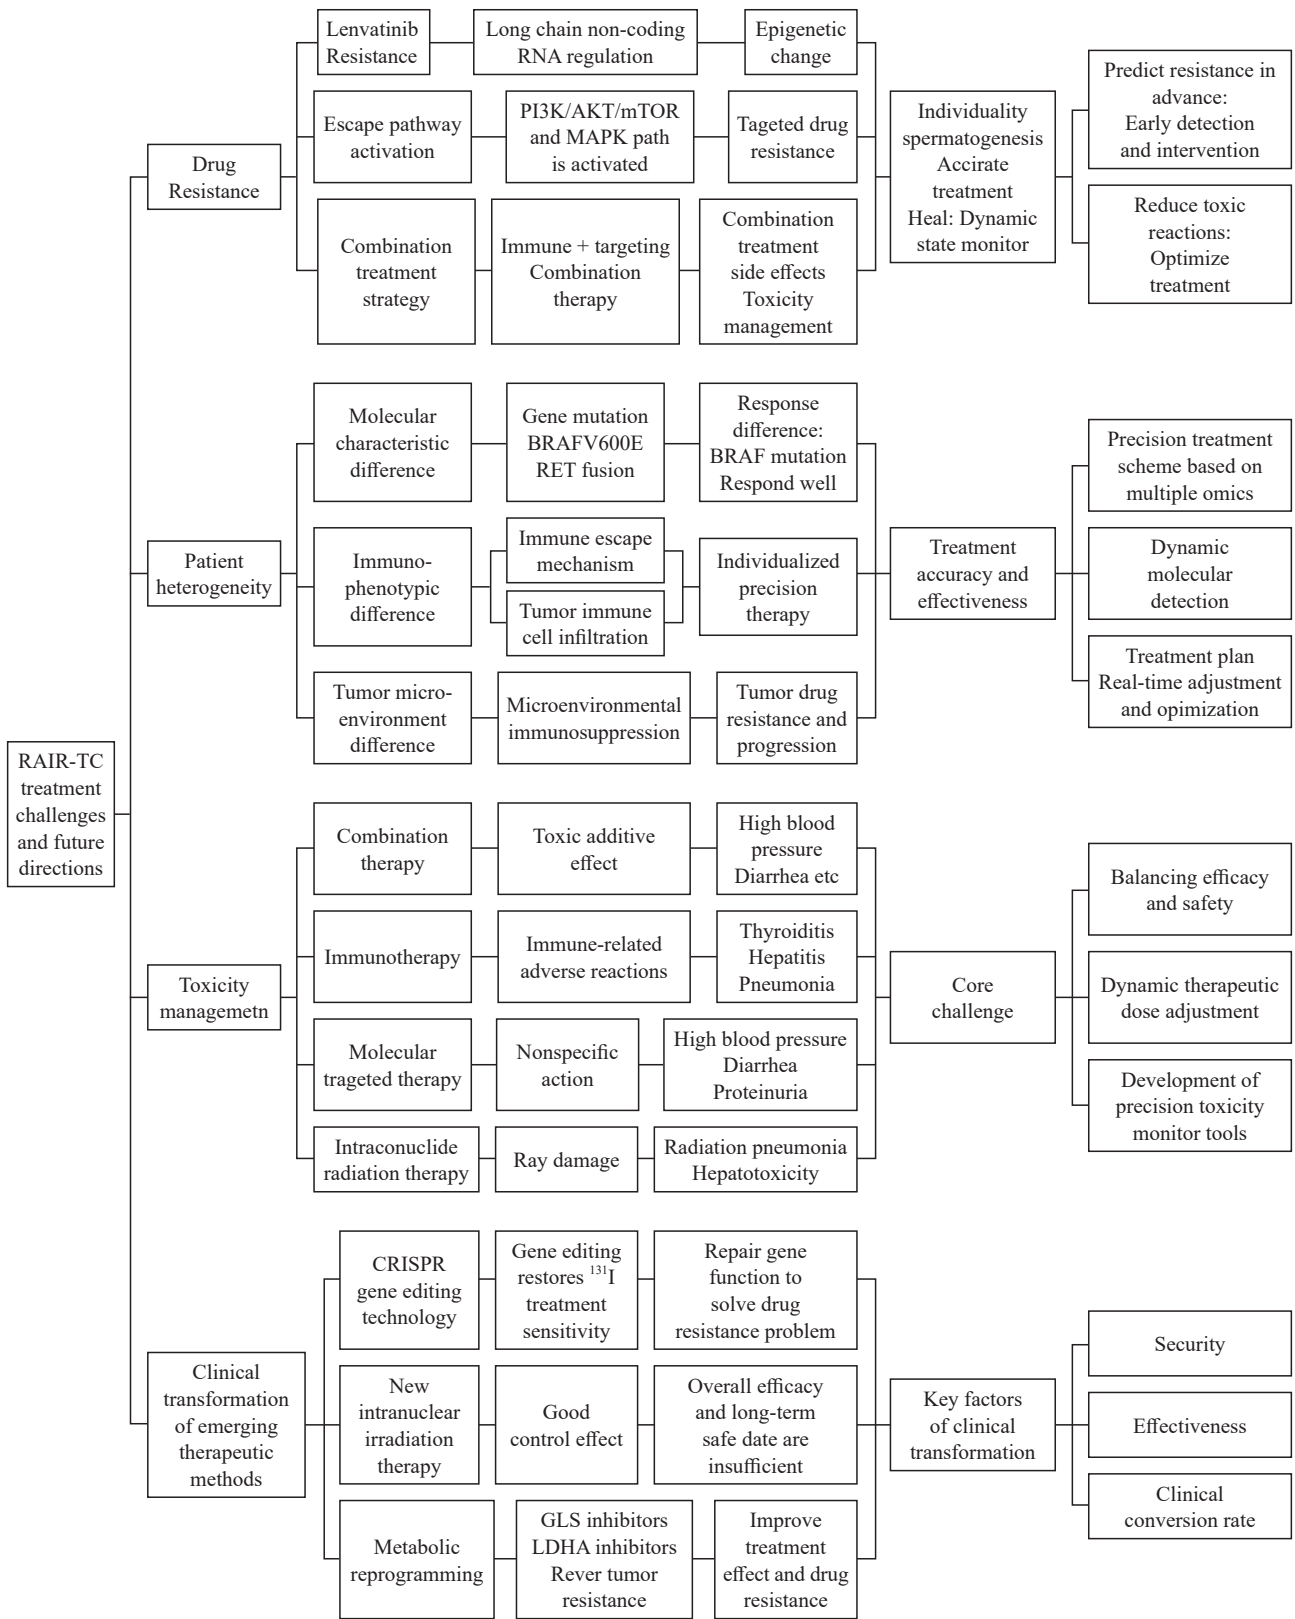 RAIR-TC
treatment
challenges
and future
directions
Drug
Resistance
Lenvatinib
Resistance
Long chain non-coding
RNA regulation
Epigenetic
change
Escape pathway
activation
PI3K/AKT/mTOR
and MAPK path
is activated
Tageted drug
resistance
Combination
treatment
strategy
Immune + targeting
Combination
therapy
Combination
treatment
side effects
Toxicity
management
Individuality
spermatogenesis
Accirate
treatment
Heal: Dynamic
state monitor
Predict resistance in
advance:
Early detection
and intervention
Reduce toxic
reactions:
Optimize
treatment
Patient
heterogeneity
Molecular
characteristic
difference
Gene mutation
BRAFV600E
RET fusion
Response
difference:
BRAF mutation
Respond well
Immuno-
phenotypic
difference
Immune escape
mechanism
Tumor immune
cell infiltration
Individualized
precision
therapy
Tumor micro-
environment
difference
Microenvironmental
immunosuppression
Tumor drug
resistance and
progression
Treatment
accuracy and
effectiveness
Precision treatment
scheme based on
multiple omics
Dynamic
molecular
detection
Treatment plan
Real-time adjustment
and opimization
Toxicity
managemetn
Combination
therapy
Toxic additive
effect
High blood
pressure
Diarrhea etc
Immunotherapy
Immune-related
adverse reactions
Thyroiditis
Hepatitis
Pneumonia
Molecular
trageted therapy
Nonspecific
action
High blood pressure
Diarrhea
Proteinuria
Intraconuclide
radiation therapy
Ray damage
Radiation pneumonia
Hepatotoxicity
Core
challenge
Balancing efficacy
and safety
Dynamic therapeutic
dose adjustment
Development of
precision toxicity
monitor tools
Clinical
transformation
of emerging
therapeutic
methods
CRISPR
gene editing
technology
Gene editing
restores ¹³¹I
treatment
sensitivity
Repair gene
function to
solve drug
resistance problem
New
intranuclear
irradiation
therapy
Good
control effect
Overall efficacy
and long-term
safe date are
insufficient
Metabolic
reprogramming
GLS inhibitors
LDHA inhibitors
Rever tumor
resistance
Improve
treatment
effect and drug
resistance
Key factors
of clinical
transformation
Security
Effectiveness
Clinical
conversion rate